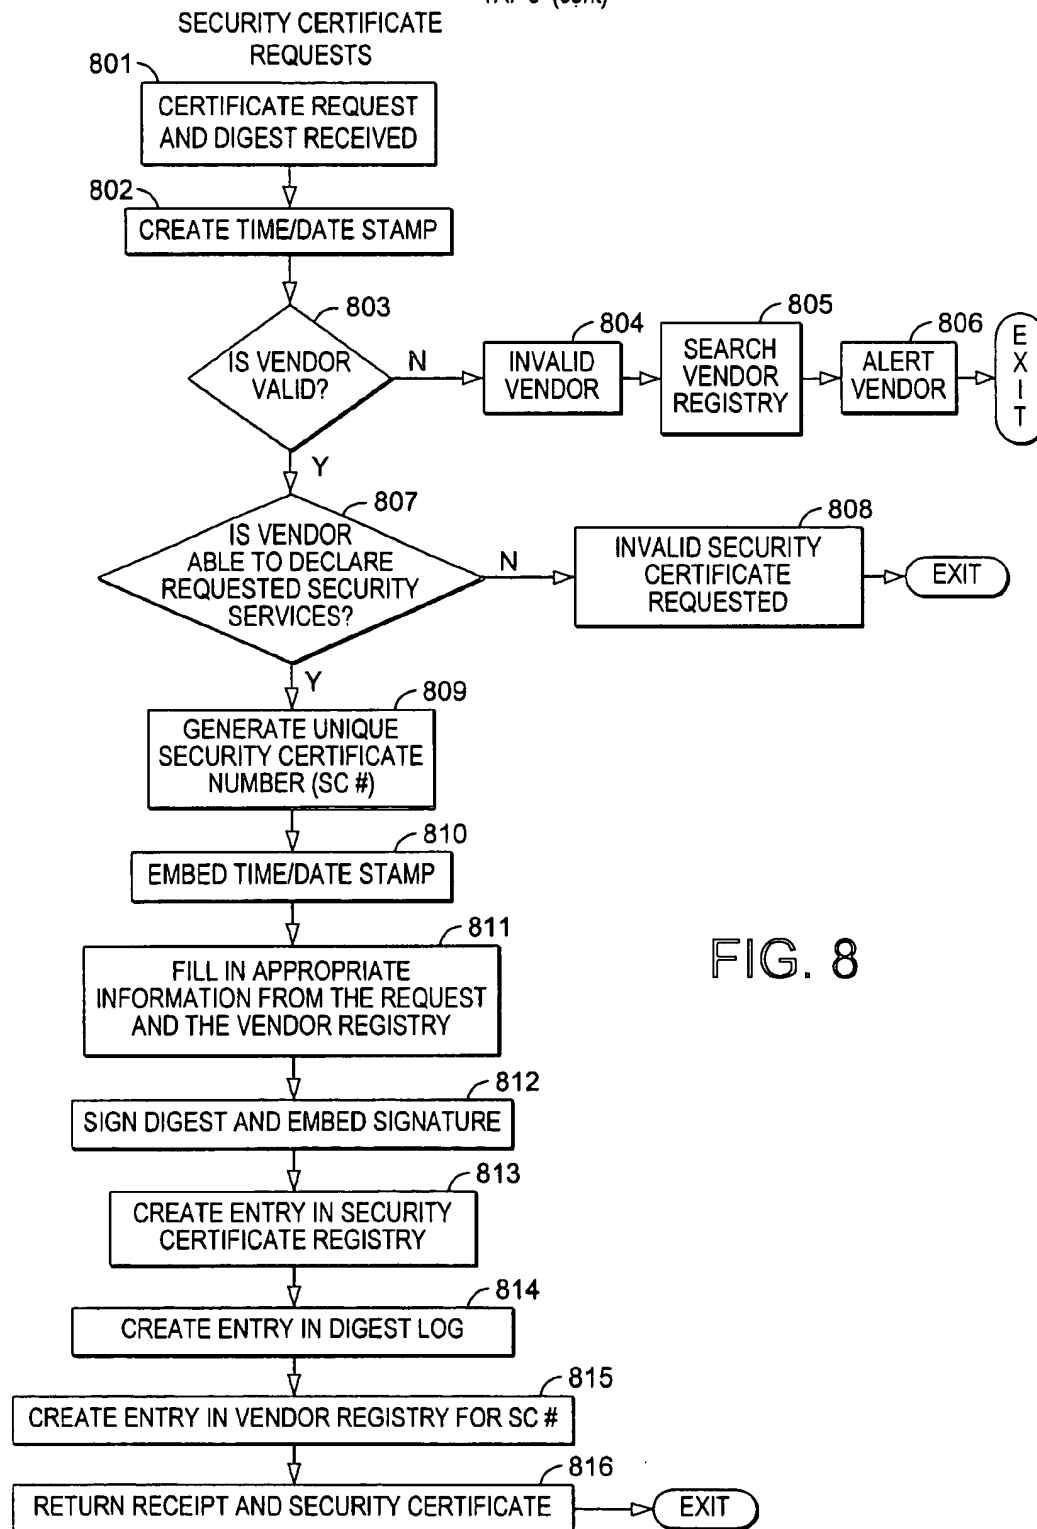 SECURITY CERTIFICATE
REQUESTS
801
CERTIFICATE REQUEST
AND DIGEST RECEIVED
802
CREATE TIME/DATE STAMP
803
IS VENDOR
VALID?
N
804
INVALID
VENDOR
805
SEARCH
VENDOR
REGISTRY
806
ALERT
VENDOR
EXIT
Y
807
IS VENDOR
ABLE TO DECLARE
REQUESTED SECURITY
SERVICES?
N
808
INVALID SECURITY
CERTIFICATE
REQUESTED
EXIT
Y
809
GENERATE UNIQUE
SECURITY CERTIFICATE
NUMBER (SC #)
810
EMBED TIME/DATE STAMP
811
FILL IN APPROPRIATE
INFORMATION FROM THE REQUEST
AND THE VENDOR REGISTRY
FIG. 8
812
SIGN DIGEST AND EMBED SIGNATURE
813
CREATE ENTRY IN SECURITY
CERTIFICATE REGISTRY
814
CREATE ENTRY IN DIGEST LOG
815
CREATE ENTRY IN VENDOR REGISTRY FOR SC #
816
RETURN RECEIPT AND SECURITY CERTIFICATE
EXIT